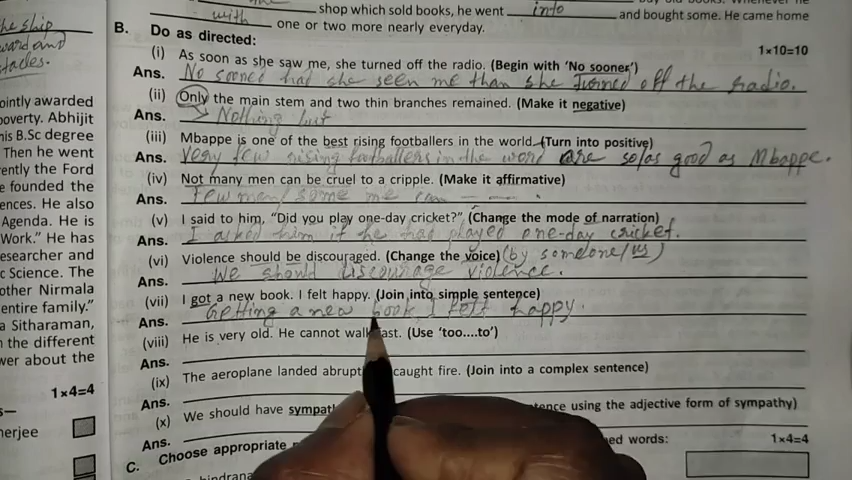 he ship
ward and
tacles.
shop which sold books, he went into and bought some. He came home
with one or two more nearly everyday.
B. Do as directed: 1×10=10
(i) As soon as she saw me, she turned off the radio. (Begin with 'No sooner')
Ans. No sooner had she seen me than she turned off the radio.
(ii) Only the main stem and two thin branches remained. (Make it negative)
Ans. Nothing but
(iii) Mbappe is one of the best rising footballers in the world. (Turn into positive)
Ans. Very few rising footballers in the word are so/as good as Mbappe.
(iv) Not many men can be cruel to a cripple. (Make it affirmative)
Ans. Few men/ some me can - - .
(v) I said to him, "Did you play one-day cricket?" (Change the mode of narration)
Ans. I asked him if he had played one-day cricket.
(vi) Violence should be discouraged. (Change the voice) (by someone/us)
Ans. We should discourage violence.
(vii) I got a new book. I felt happy. (Join into simple sentence)
Ans. Getting a new book, I felt happy.
(viii) He is very old. He cannot walk fast. (Use 'too....to')
Ans.
(ix) The aeroplane landed abrupt caught fire. (Join into a complex sentence)
Ans.
(x) We should have sympat tence using the adjective form of sympathy)
Ans.
C. Choose appropriate ed words: 1×4=4
hindrana
ointly awarded
poverty. Abhijit
his B.Sc degree
Then he went
ently the Ford
e founded the
ences. He also
Agenda. He is
Work." He has
esearcher and
c Science. The
other Nirmala
entire family."
a Sitharaman,
n the different
wer about the
1×4=4
s—
nerjee